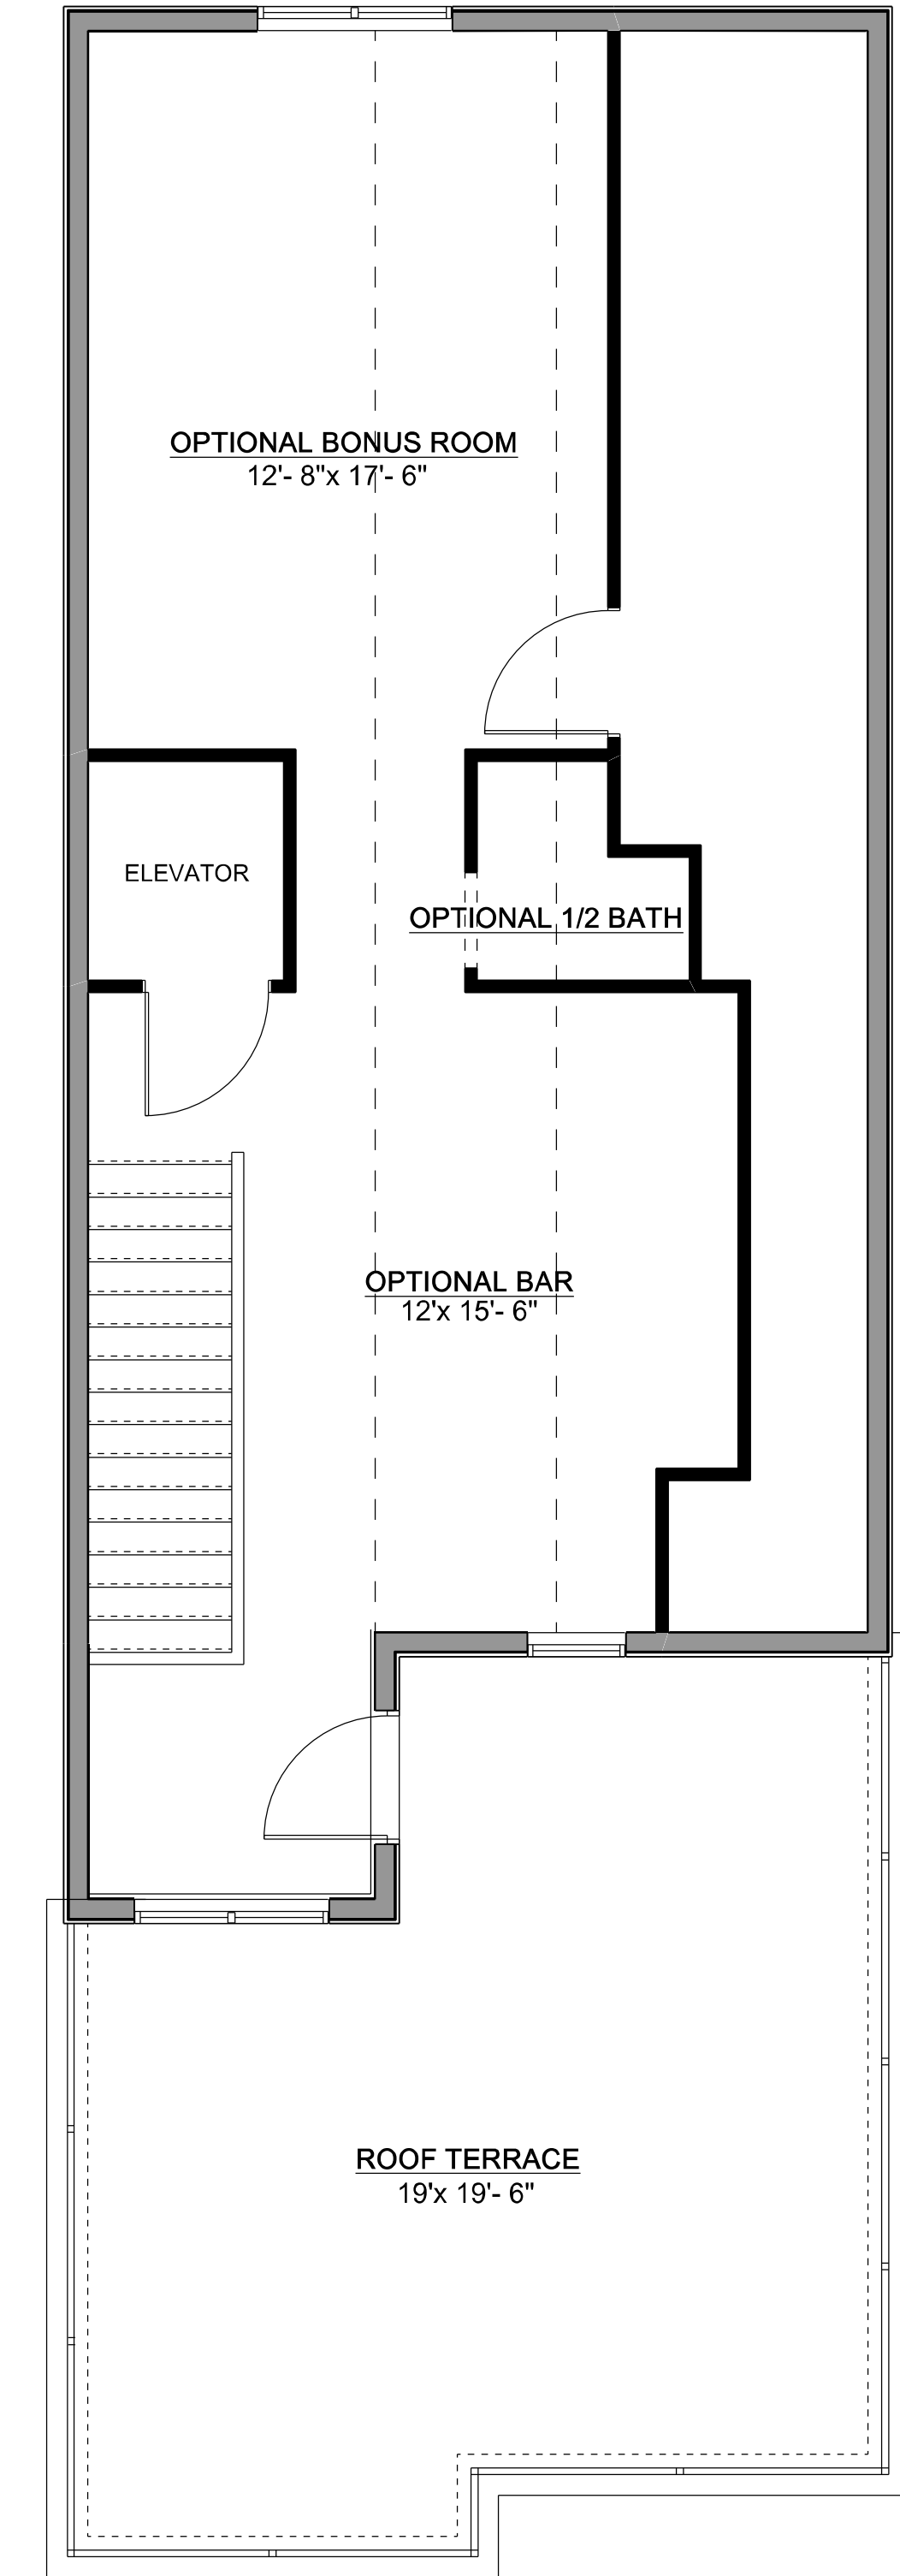 OPTIONAL BONUS ROOM
12'- 8"x 17'- 6"
ELEVATOR
OPTIONAL 1/2 BATH
OPTIONAL BAR
12'x 15'- 6"
ROOF TERRACE
19'x 19'- 6"